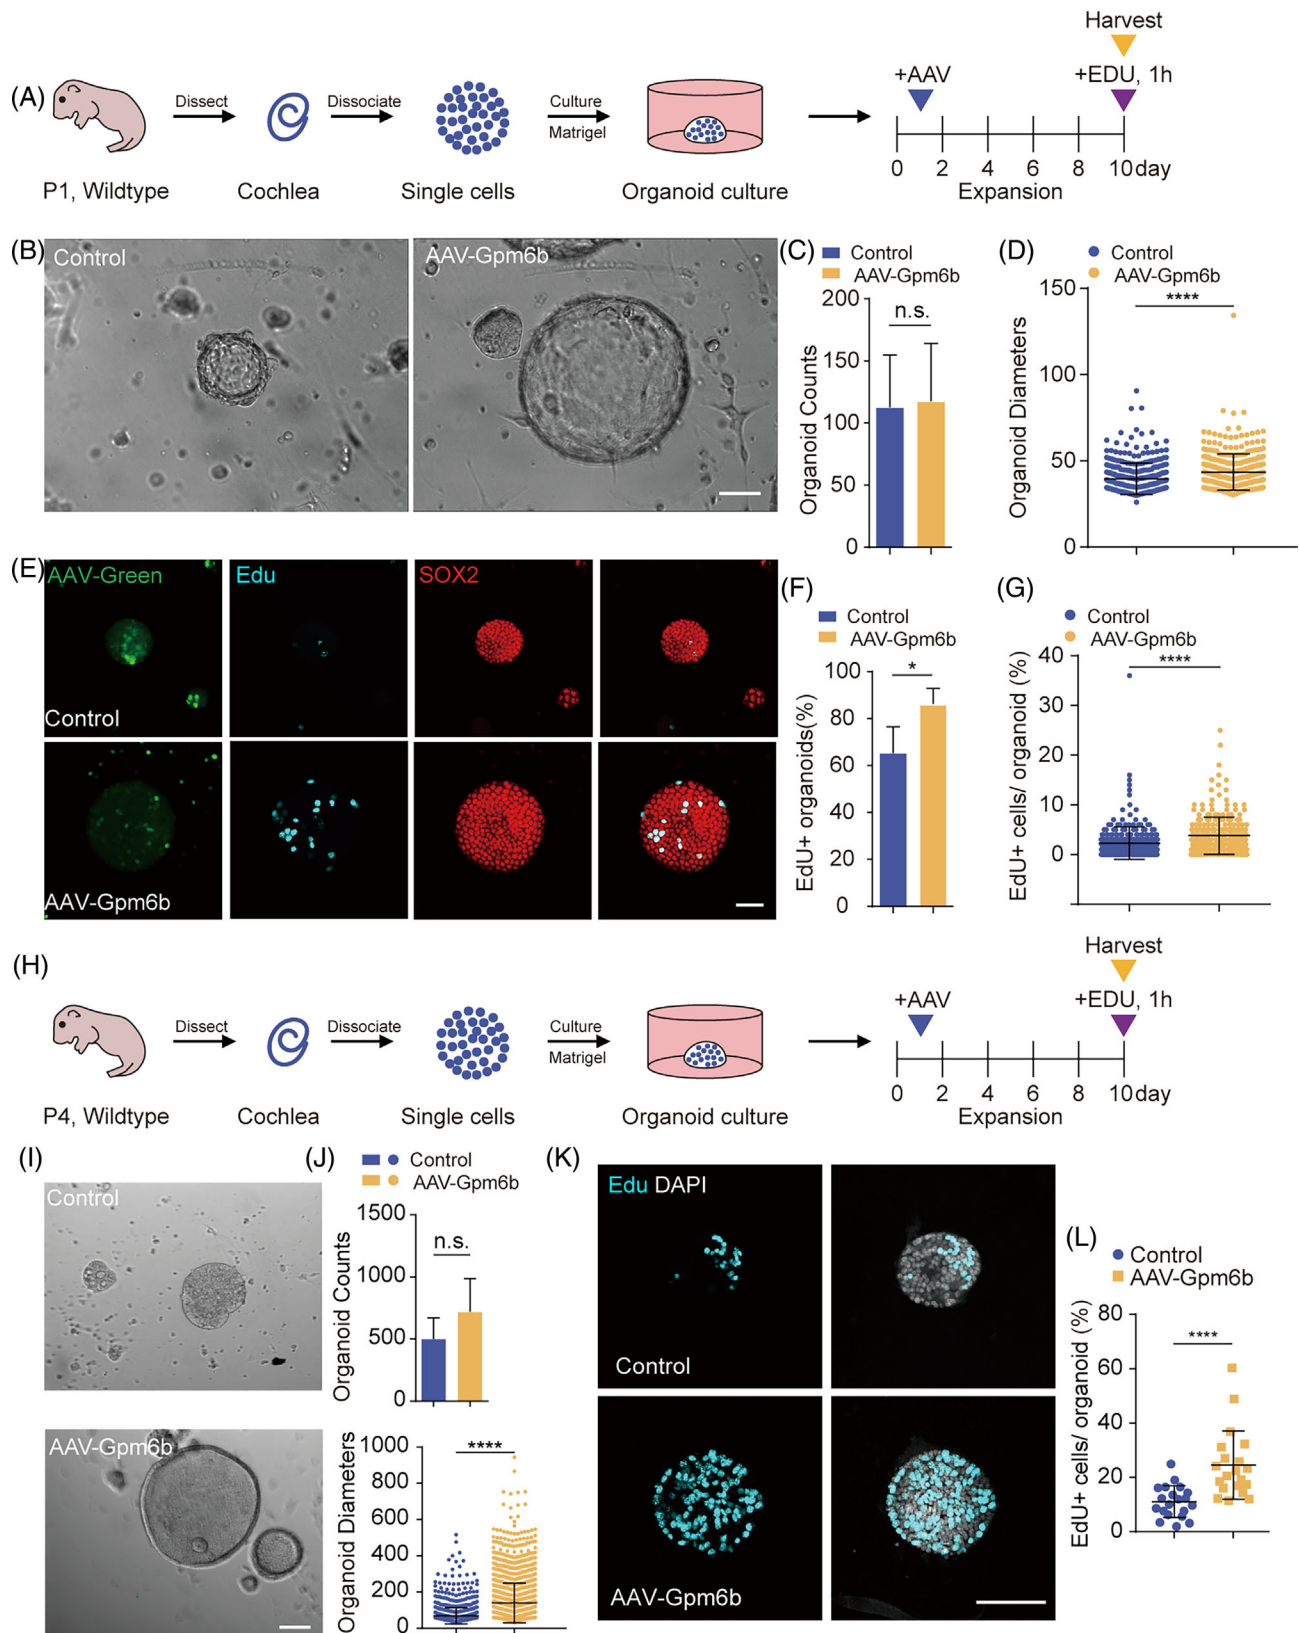 (A)
Harvest
+AAV
+EDU, 1h
Dissect
Dissociate
Culture
Matrigel
0 2 4 6 8 10 day
P1, Wildtype
Cochlea
Single cells
Organoid culture
Expansion
(B)
Control
AAV-Gpm6b
(C)
Control
AAV-Gpm6b
n.s.
Organoid Counts
200
150
100
50
0
(D)
Control
AAV-Gpm6b
****
Organoid Diameters
150
100
50
0
(E)
AAV-Green
Edu
SOX2
Control
AAV-Gpm6b
(F)
Control
AAV-Gpm6b
*
EdU+ organoids(%)
100
80
60
40
20
0
(G)
Control
AAV-Gpm6b
****
EdU+ cells/ organoid (%)
40
30
20
10
0
(H)
Harvest
+AAV
+EDU, 1h
Dissect
Dissociate
Culture
Matrigel
0 2 4 6 8 10 day
P4, Wildtype
Cochlea
Single cells
Organoid culture
Expansion
(I)
Control
AAV-Gpm6b
(J)
Control
AAV-Gpm6b
n.s.
Organoid Counts
1500
1000
500
0
****
Organoid Diameters
1000
800
600
400
200
0
(K)
Edu DAPI
Control
AAV-Gpm6b
(L)
Control
AAV-Gpm6b
****
EdU+ cells/ organoid (%)
80
60
40
20
0